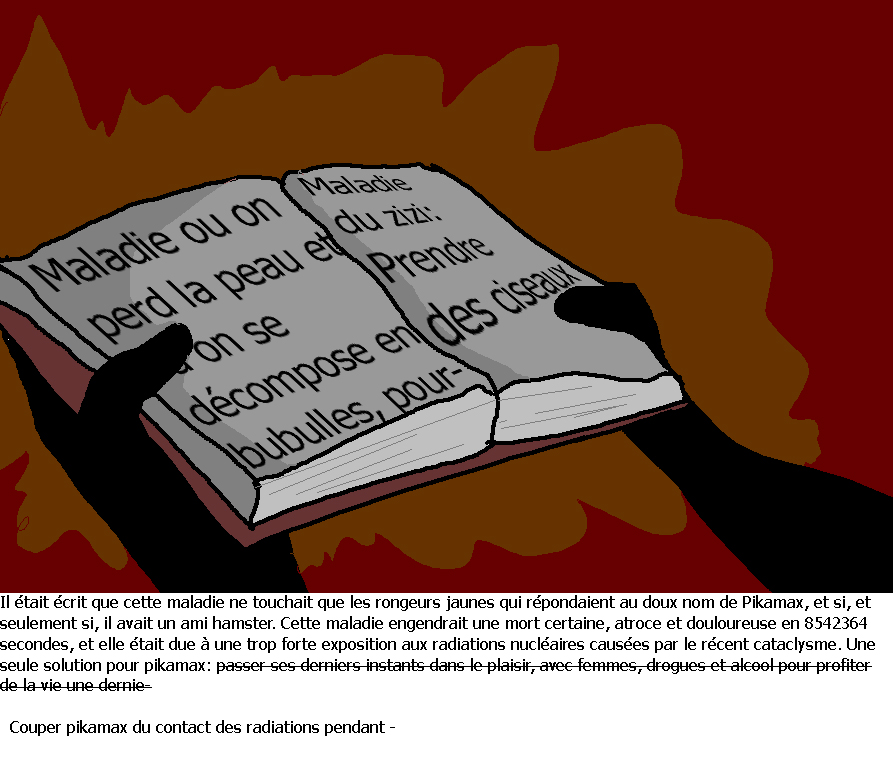 Maladie ou on
perd la peau et
on se
décompose en
bubulles, pour-
Maladie
du zizi:
Prendre
des ciseaux
Il était écrit que cette maladie ne touchait que les rongeurs jaunes qui répondaient au doux nom de Pikamax, et si, et
seulement si, il avait un ami hamster. Cette maladie engendrait une mort certaine, atroce et douloureuse en 8542364
secondes, et elle était due à une trop forte exposition aux radiations nucléaires causées par le récent cataclysme. Une
seule solution pour pikamax: passer ses derniers instants dans le plaisir, avec femmes, drogues et alcool pour profiter
de la vie une dernie-
Couper pikamax du contact des radiations pendant -